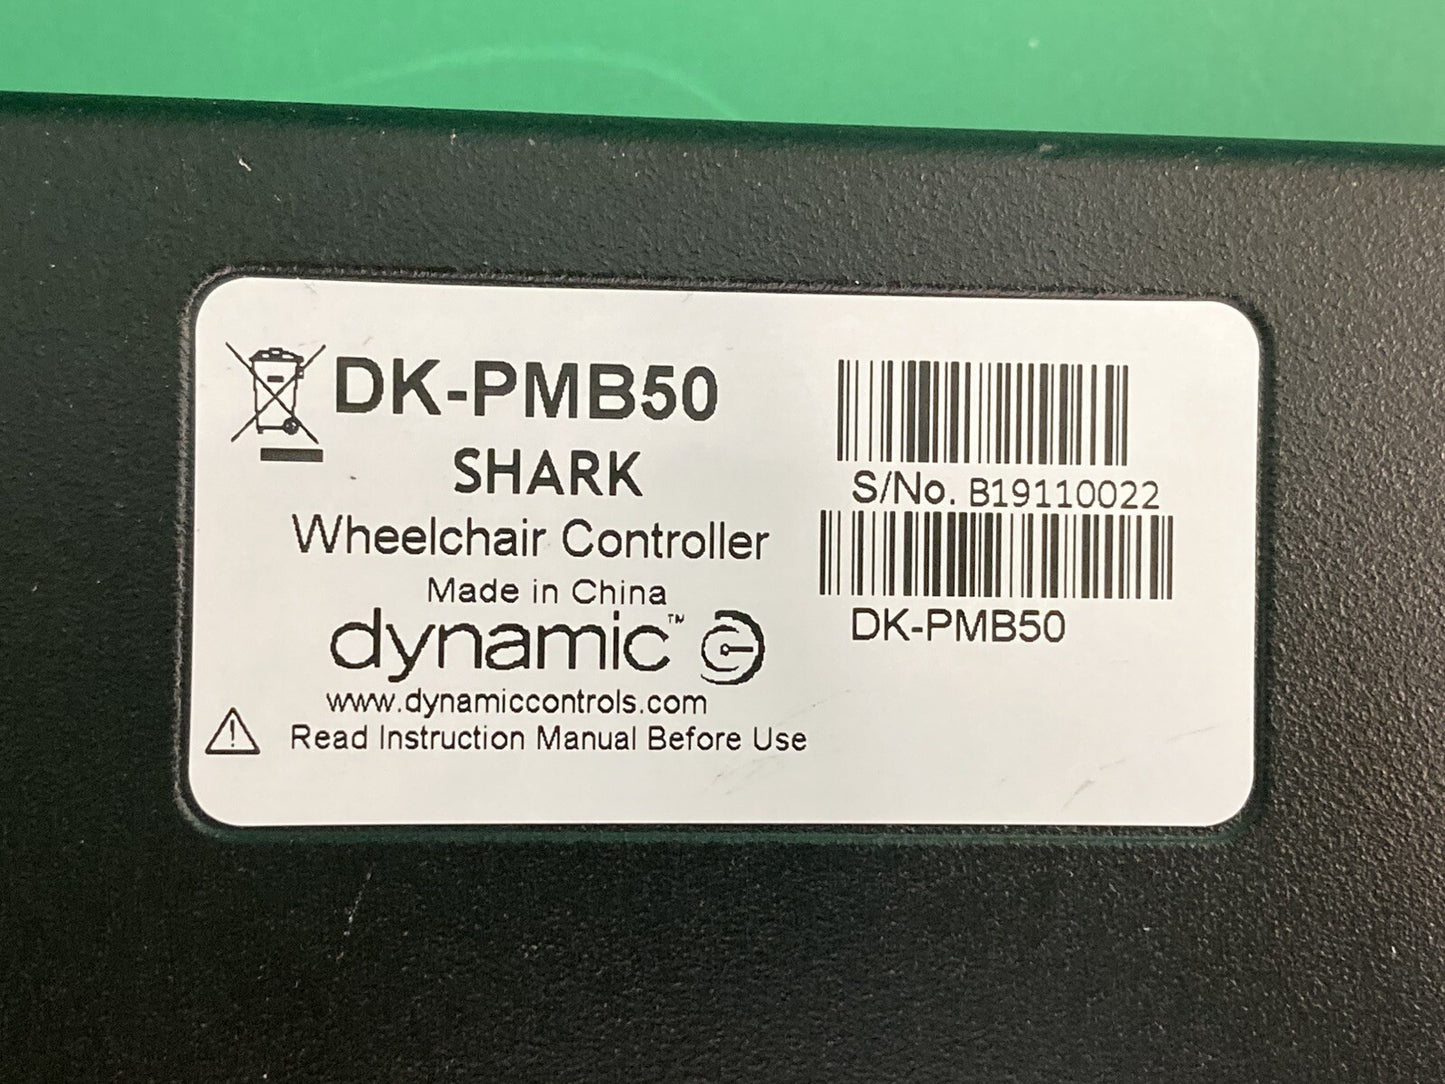 DK-PMB50
SHARK
Wheelchair Controller
Made in China
dynamic™
www.dynamiccontrols.com
Read Instruction Manual Before Use
S/No. B19110022
DK-PMB50